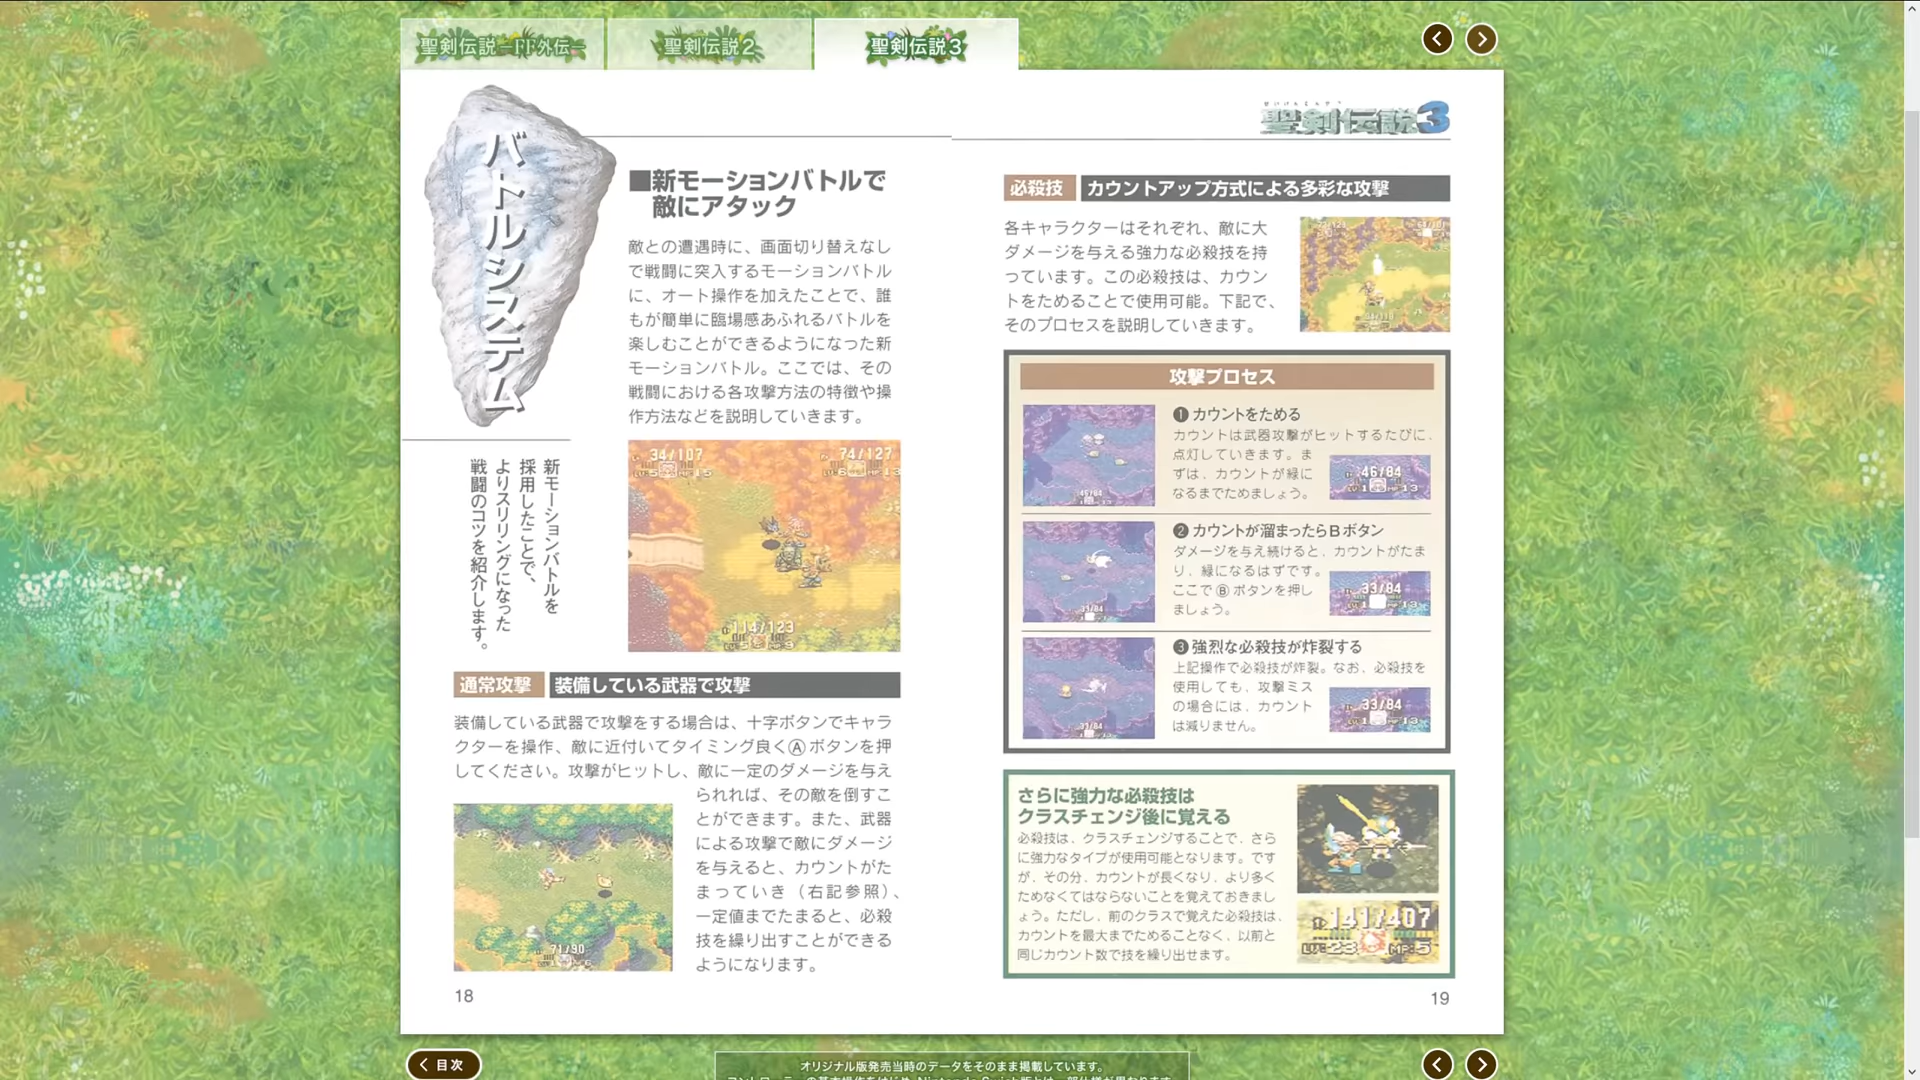 聖剣伝説－FF外伝－
聖剣伝説2
聖剣伝説3
バトルシステム
新モーションバトルを
採用したことで、
よりスリリングになった
戦闘のコツを紹介します。
■新モーションバトルで
敵にアタック
敵との遭遇時に、画面切り替えなし
で戦闘に突入するモーションバトル
に、オート操作を加えたことで、誰
もが簡単に臨場感あふれるバトルを
楽しむことができるようになった新
モーションバトル。ここでは、その
戦闘における各攻撃方法の特徴や操
作方法などを説明していきます。
34/107
74/127
114/123
通常攻撃 装備している武器で攻撃
装備している武器で攻撃をする場合は、十字ボタンでキャラ
クターを操作、敵に近付いてタイミング良くⒶボタンを押
してください。攻撃がヒットし、敵に一定のダメージを与え
られれば、その敵を倒すこ
とができます。また、武器
による攻撃で敵にダメージ
を与えると、カウントがた
まっていき（右記参照）、
一定値までたまると、必殺
技を繰り出すことができる
ようになります。
71/90
18
せいけんでんせつ
聖剣伝説3
必殺技 カウントアップ方式による多彩な攻撃
各キャラクターはそれぞれ、敵に大
ダメージを与える強力な必殺技を持
っています。この必殺技は、カウン
トをためることで使用可能。下記で、
そのプロセスを説明していきます。
攻撃プロセス
❶カウントをためる
カウントは武器攻撃がヒットするたびに、
点灯していきます。ま
ずは、カウントが緑に
なるまでためましょう。
46/84
46/84
LV:1 MP:13
❷カウントが溜まったらBボタン
ダメージを与え続けると、カウントがたま
り、緑になるはずです。
ここでⒷボタンを押し
ましょう。
33/84
33/84
LV:1 MP:13
❸強烈な必殺技が炸裂する
上記操作で必殺技が炸裂。なお、必殺技を
使用しても、攻撃ミス
の場合には、カウント
は減りません。
33/84
33/84
LV:1 MP:13
さらに強力な必殺技は
クラスチェンジ後に覚える
必殺技は、クラスチェンジすることで、さら
に強力なタイプが使用可能となります。です
が、その分、カウントが長くなり、より多く
ためなくてはならないことを覚えておきまし
ょう。ただし、前のクラスで覚えた必殺技は、
カウントを最大までためることなく、以前と
同じカウント数で技を繰り出せます。
141/407
LV:23 MP:5
19
目次
オリジナル版発売当時のデータをそのまま掲載しています。